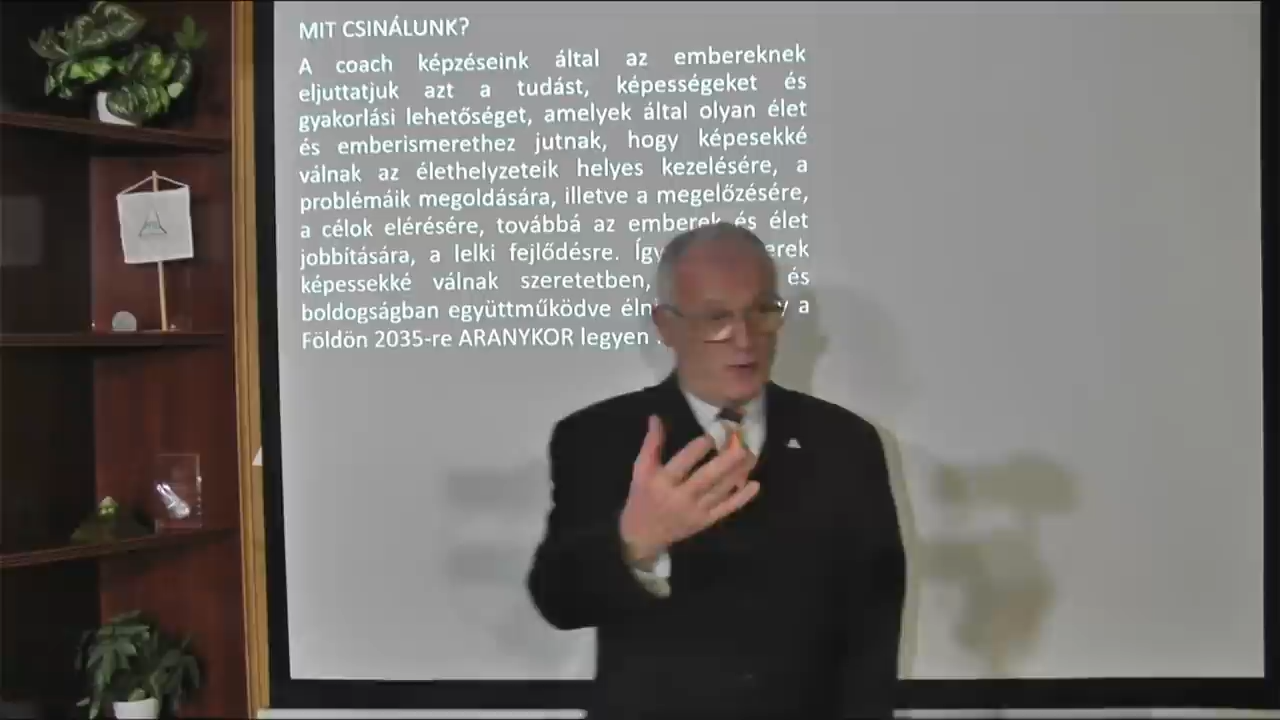 MIT CSINÁLUNK?
A coach képzéseink által az embereknek
eljuttatjuk azt a tudást, képességeket és
gyakorlási lehetőséget, amelyek által olyan élet
és emberismerethez jutnak, hogy képesekké
válnak az élethelyzeteik helyes kezelésére, a
problémáik megoldására, illetve a megelőzésére,
a célok elérésére, továbbá az emberek és élet
jobbítására, a lelki fejlődésre. Így
képessekké válnak szeretetben, és
boldogságban együttműködve a
Földön 2035-re ARANYKOR legyen